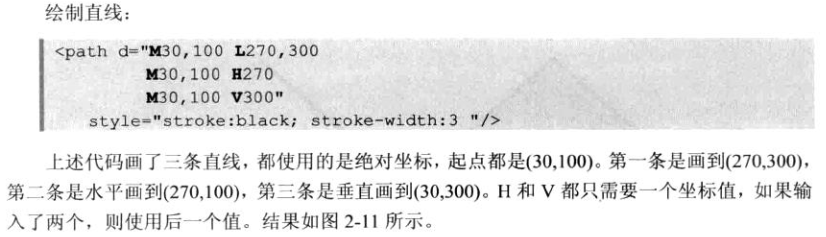 绘制直线：
<path d="M30,100 L270,300
M30,100 H270
M30,100 V300"
style="stroke:black; stroke-width:3 "/>
上述代码画了三条直线，都使用的是绝对坐标，起点都是(30,100)。第一条是画到(270,300)，
第二条是水平画到(270,100)，第三条是垂直画到(30,300)。H 和 V 都只需要一个坐标值，如果输
入了两个，则使用后一个值。结果如图 2-11 所示。